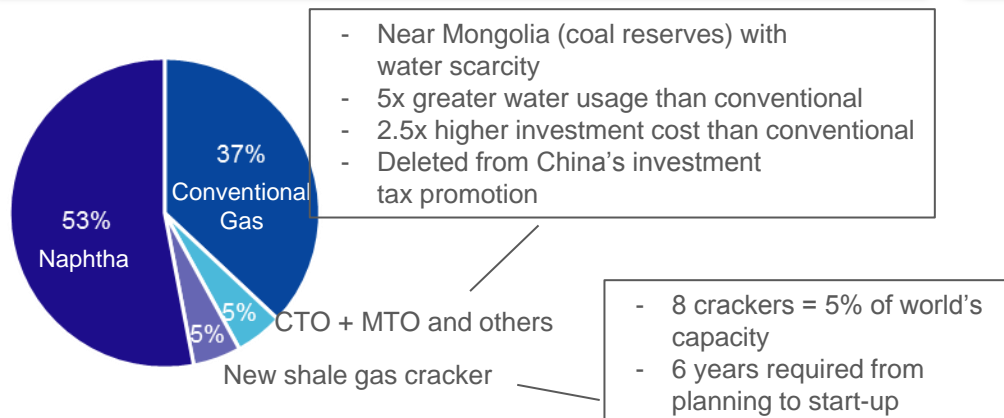 - Near Mongolia (coal reserves) with
water scarcity
- 5x greater water usage than conventional
- 2.5x higher investment cost than conventional
- Deleted from China's investment
tax promotion
37%
Conventional
Gas
53%
Naphtha
5%
5%
CTO + MTO and others
New shale gas cracker
- 8 crackers = 5% of world's
capacity
- 6 years required from
planning to start-up